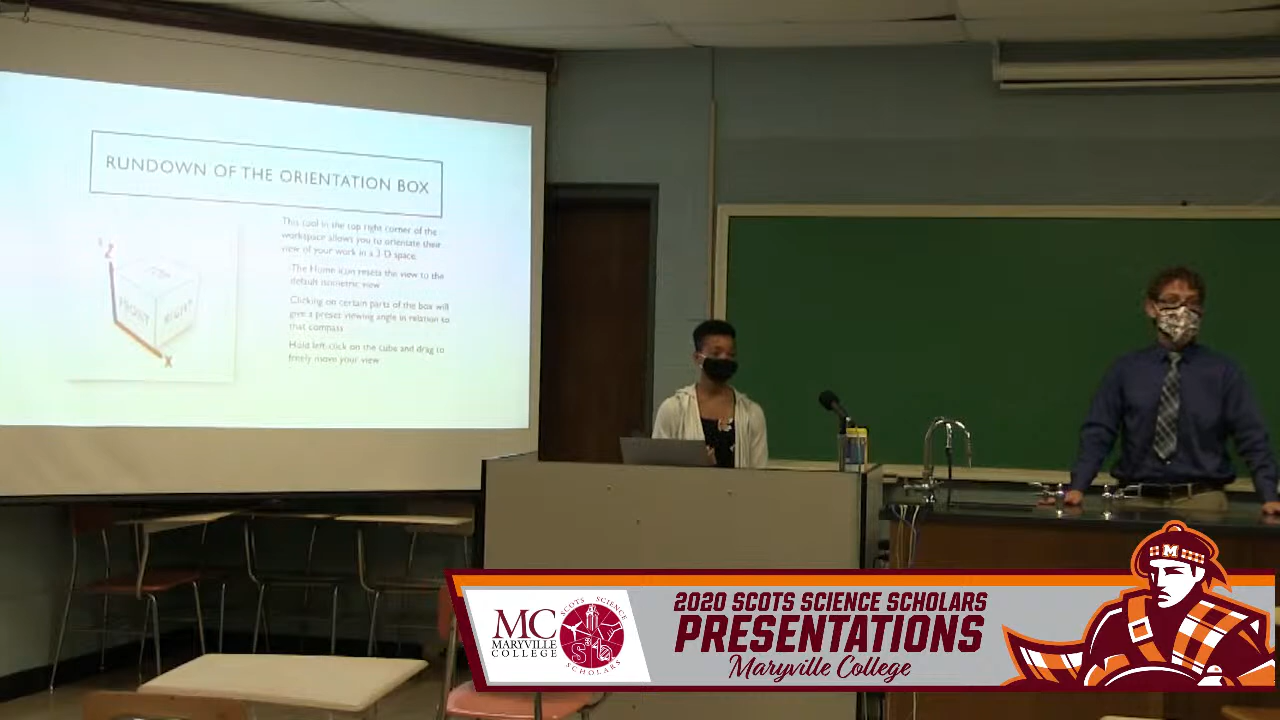 RUNDOWN OF THE ORIENTATION BOX
This tool in the top right corner of the
workspace allows you to orientate their
view of your work in a 3-D space.
The Home icon resets the view to the
default isometric view
Clicking on certain parts of the box will
give a preset viewing angle in relation to
that compass
Hold left-click on the cube and drag to
freely move your view
Z
TOP
FRONT
RIGHT
X
MC
MARYVILLE
COLLEGE
SCOTS SCIENCE
SCHOLARS
2020 SCOTS SCIENCE SCHOLARS
PRESENTATIONS
Maryville College
M